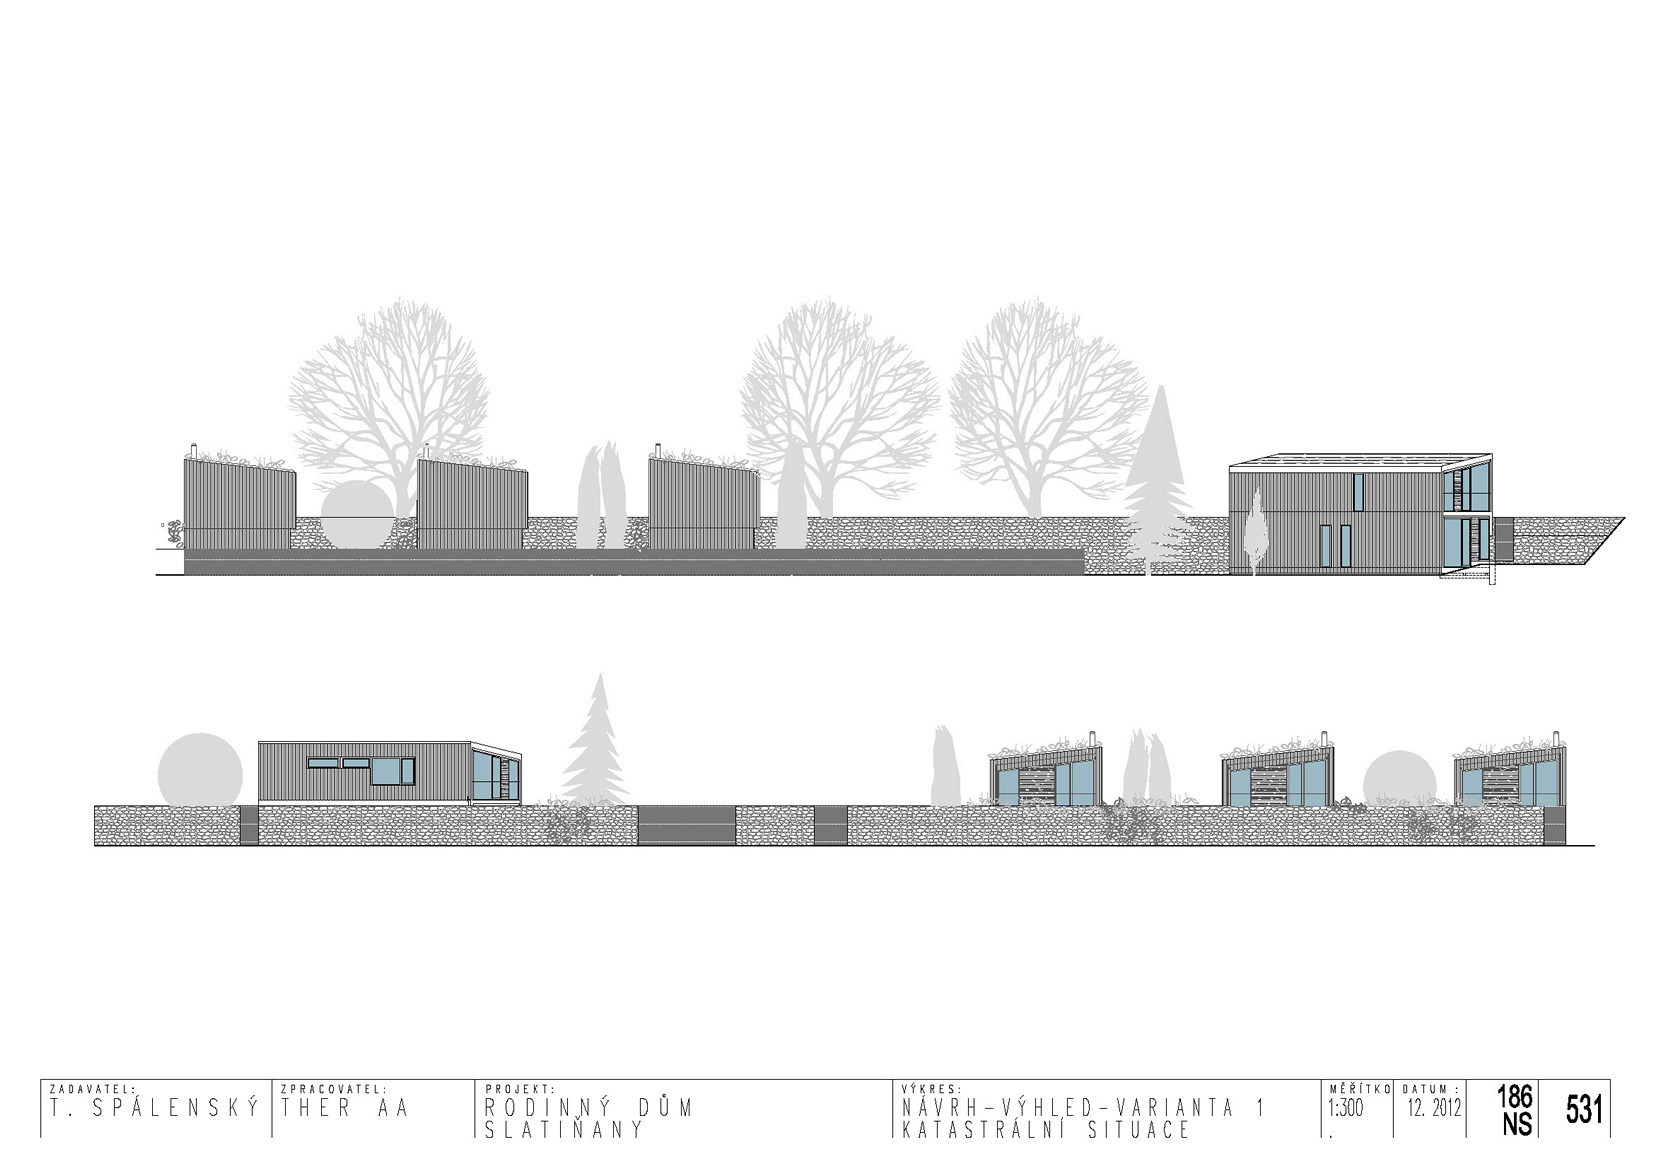 ZADAVATEL:
T. SPÁLENSKÝ
ZPRACOVATEL:
THER AA
PROJEKT:
RODINNÝ DŮM
SLATIŇANY
VÝKRES:
NÁVRH-VÝHLED-VARIANTA 1
KATASTRÁLNÍ SITUACE
MĚŘÍTKO
1:300
.
DATUM :
12. 2012
186
NS
531